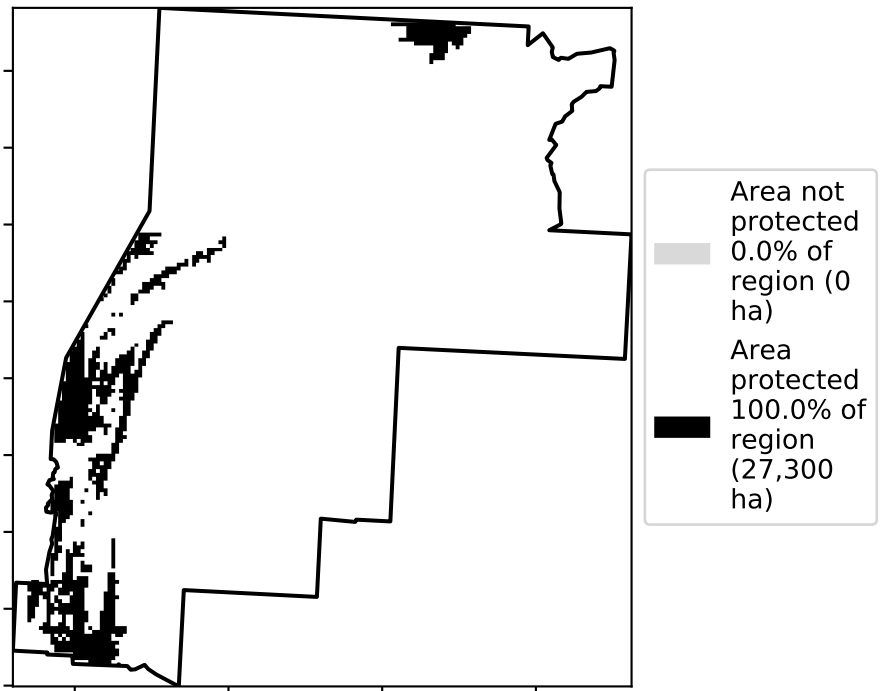 Area not
protected
0.0% of
region (0
ha)
Area
protected
100.0% of
region
(27,300
ha)